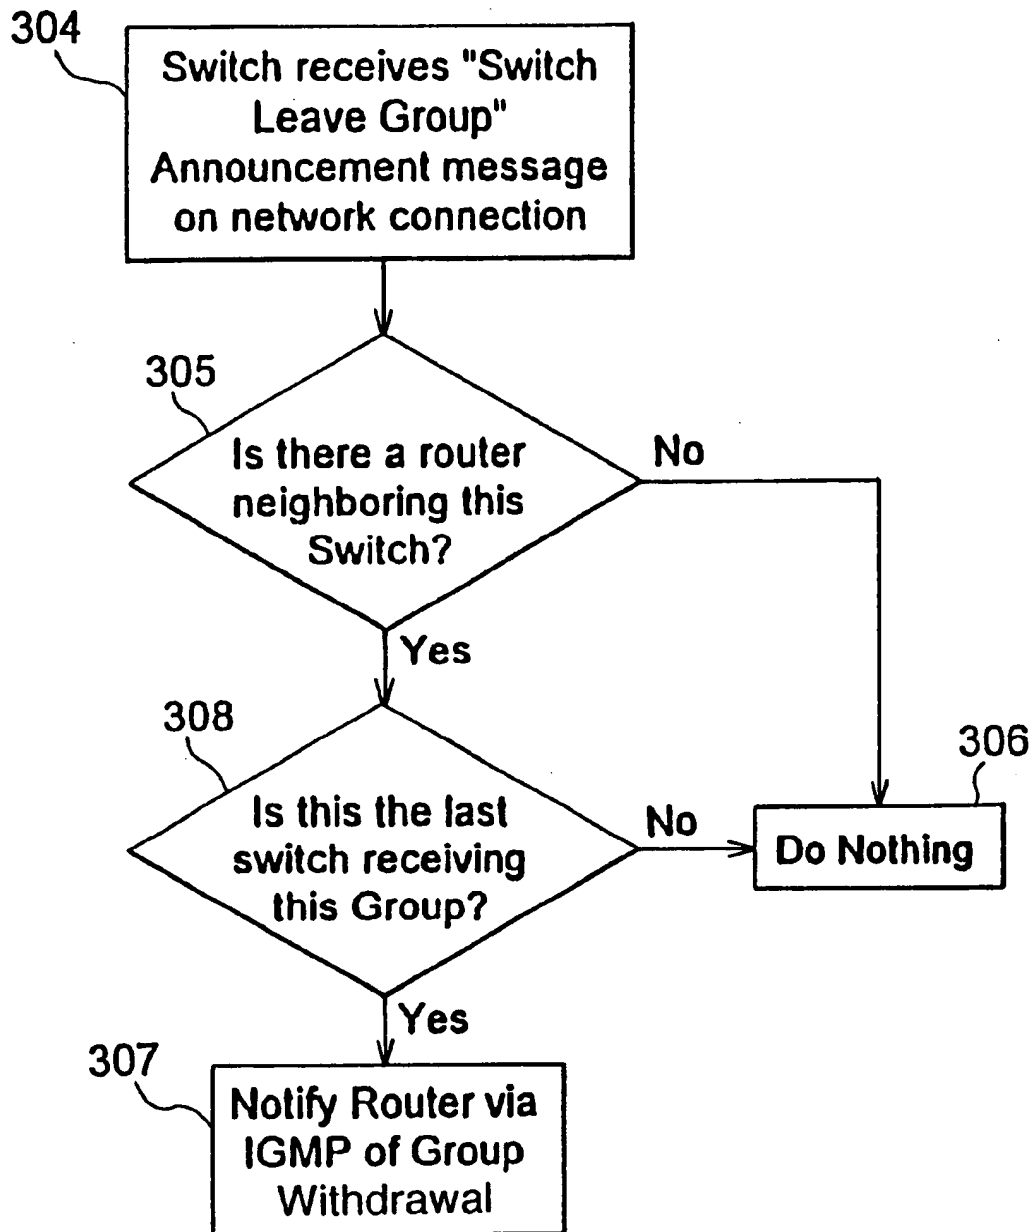 304
Switch receives "Switch
Leave Group"
Announcement message
on network connection
305
Is there a router
neighboring this
Switch?
No
Yes
308
Is this the last
switch receiving
this Group?
No
306
Do Nothing
Yes
307
Notify Router via
IGMP of Group
Withdrawal